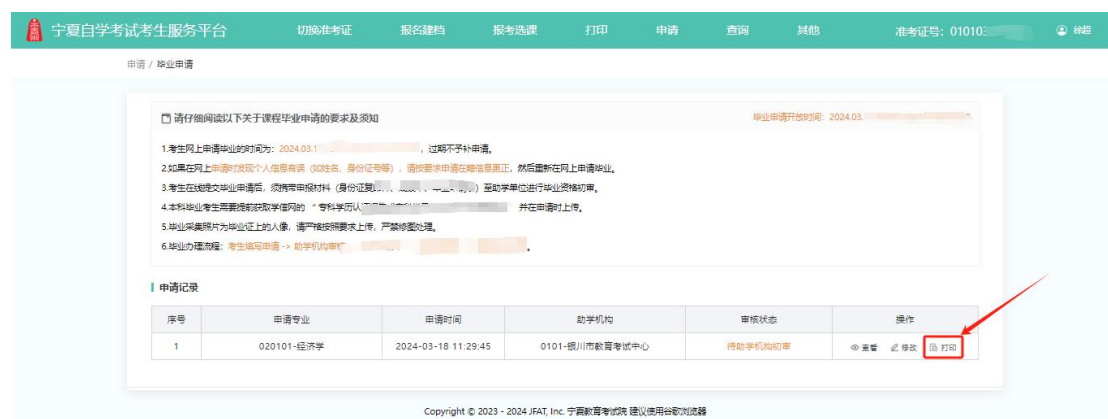 宁夏自学考试考生服务平台 切换准考证 报名建档 报考选课 打印 申请 查询 其他 准考证号：01010 徐超
申请 / 毕业申请
请仔细阅读以下关于课程毕业申请的要求及须知 毕业申请开放时间：2024.03.
1.考生网上申请毕业的时间为：2024.03.1 ，过期不予补申请。
2.如果在网上申请时发现个人信息有误（如姓名、身份证号等），请按要求申请在籍信息更正，然后重新在网上申请毕业。
3.考生在线提交毕业申请后，须携带申报材料（身份证复 ）至助学单位进行毕业资格初审。
4.本科毕业考生需要提前获取学信网的 “ 专科学历认 并在申请时上传。
5.毕业采集照片为毕业证上的人像，请严格按照要求上传，严禁修图处理。
6.毕业办理流程：考生填写申请 -> 助学机构审核 。
申请记录
序号 申请专业 申请时间 助学机构 审核状态 操作
1 020101-经济学 2024-03-18 11:29:45 0101-银川市教育考试中心 待助学机构初审 查看 修改 打印
Copyright © 2023 - 2024 JFAT, Inc. 宁夏教育考试院 建议使用谷歌浏览器